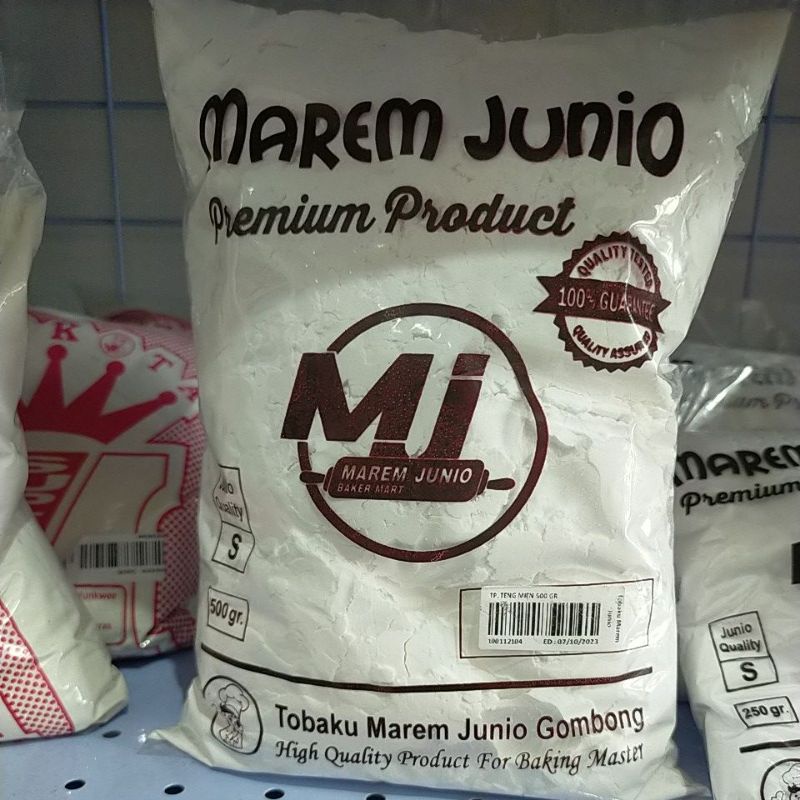 MAREM JUNIO
Premium Product
QUALITY TESTED
100% GUARANTEE
QUALITY ASSURED
MJ
MAREM JUNIO
BAKER MART
Junio
Quality
S
500 gr.
TP. TENG MIEN 500 GR
100112104 ED: 07/10/2023
Tobaku Marem Junio Gombong
High Quality Product For Baking Master
K T
MAREM
Premium
Junio
Quality
S
250 gr.